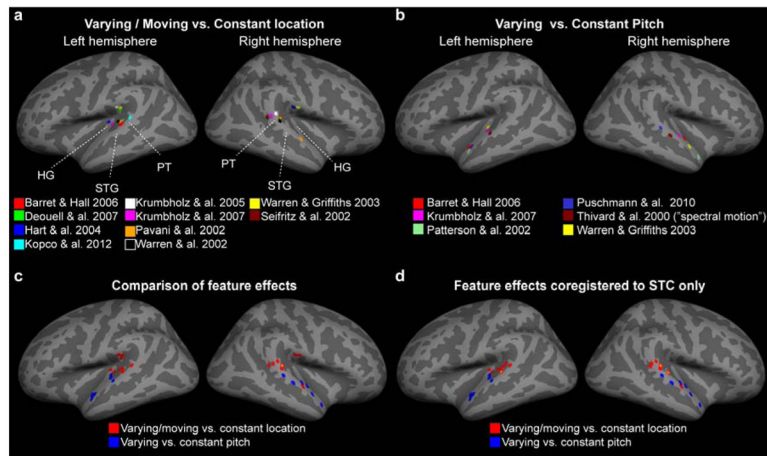 a
Varying / Moving vs. Constant location
Left hemisphere
Right hemisphere
HG
STG
PT
PT
STG
HG
Barret & Hall 2006
Krumbholz & al. 2005
Warren & Griffiths 2003
Deouell & al. 2007
Krumbholz & al. 2007
Seifritz & al. 2002
Hart & al. 2004
Pavani & al. 2002
Kopco & al. 2012
Warren & al. 2002
b
Varying vs. Constant Pitch
Left hemisphere
Right hemisphere
Barret & Hall 2006
Puschmann & al. 2010
Krumbholz & al. 2007
Thivard & al. 2000 ("spectral motion")
Patterson & al. 2002
Warren & Griffiths 2003
c
Comparison of feature effects
Varying/moving vs. constant location
Varying vs. constant pitch
d
Feature effects coregistered to STC only
Varying/moving vs. constant location
Varying vs. constant pitch